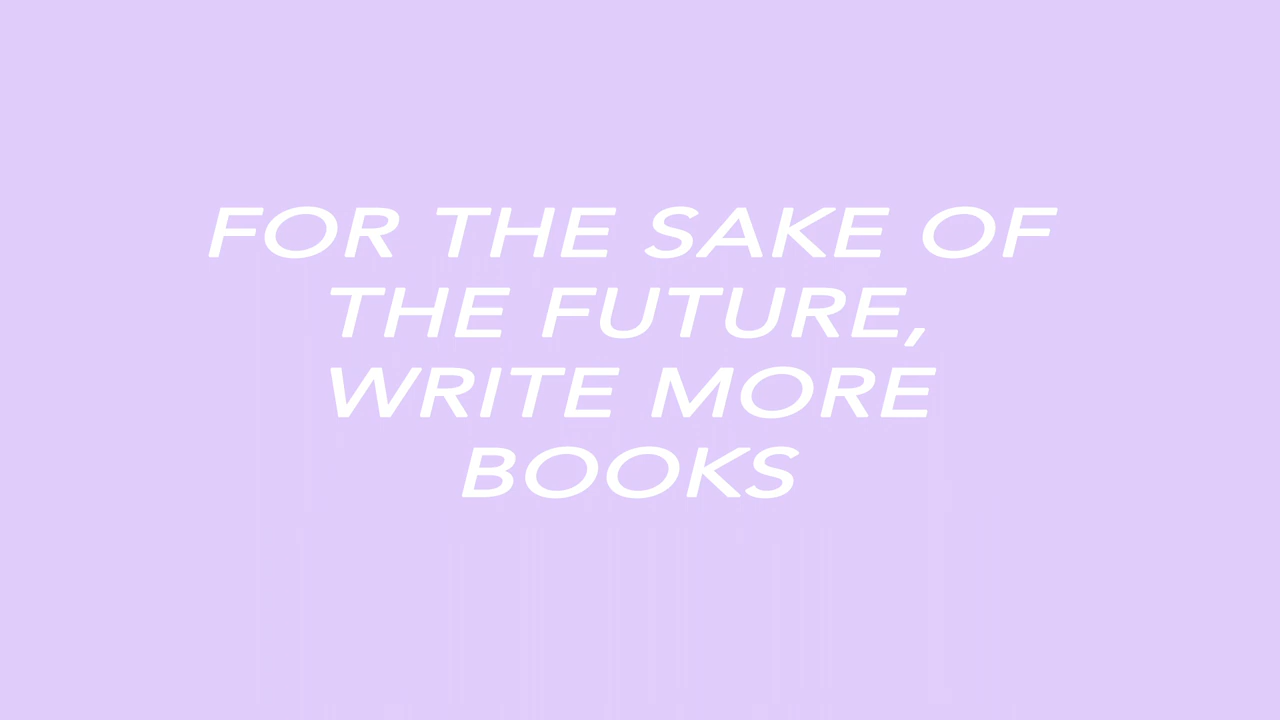 FOR THE SAKE OF
THE FUTURE,
WRITE MORE
BOOKS